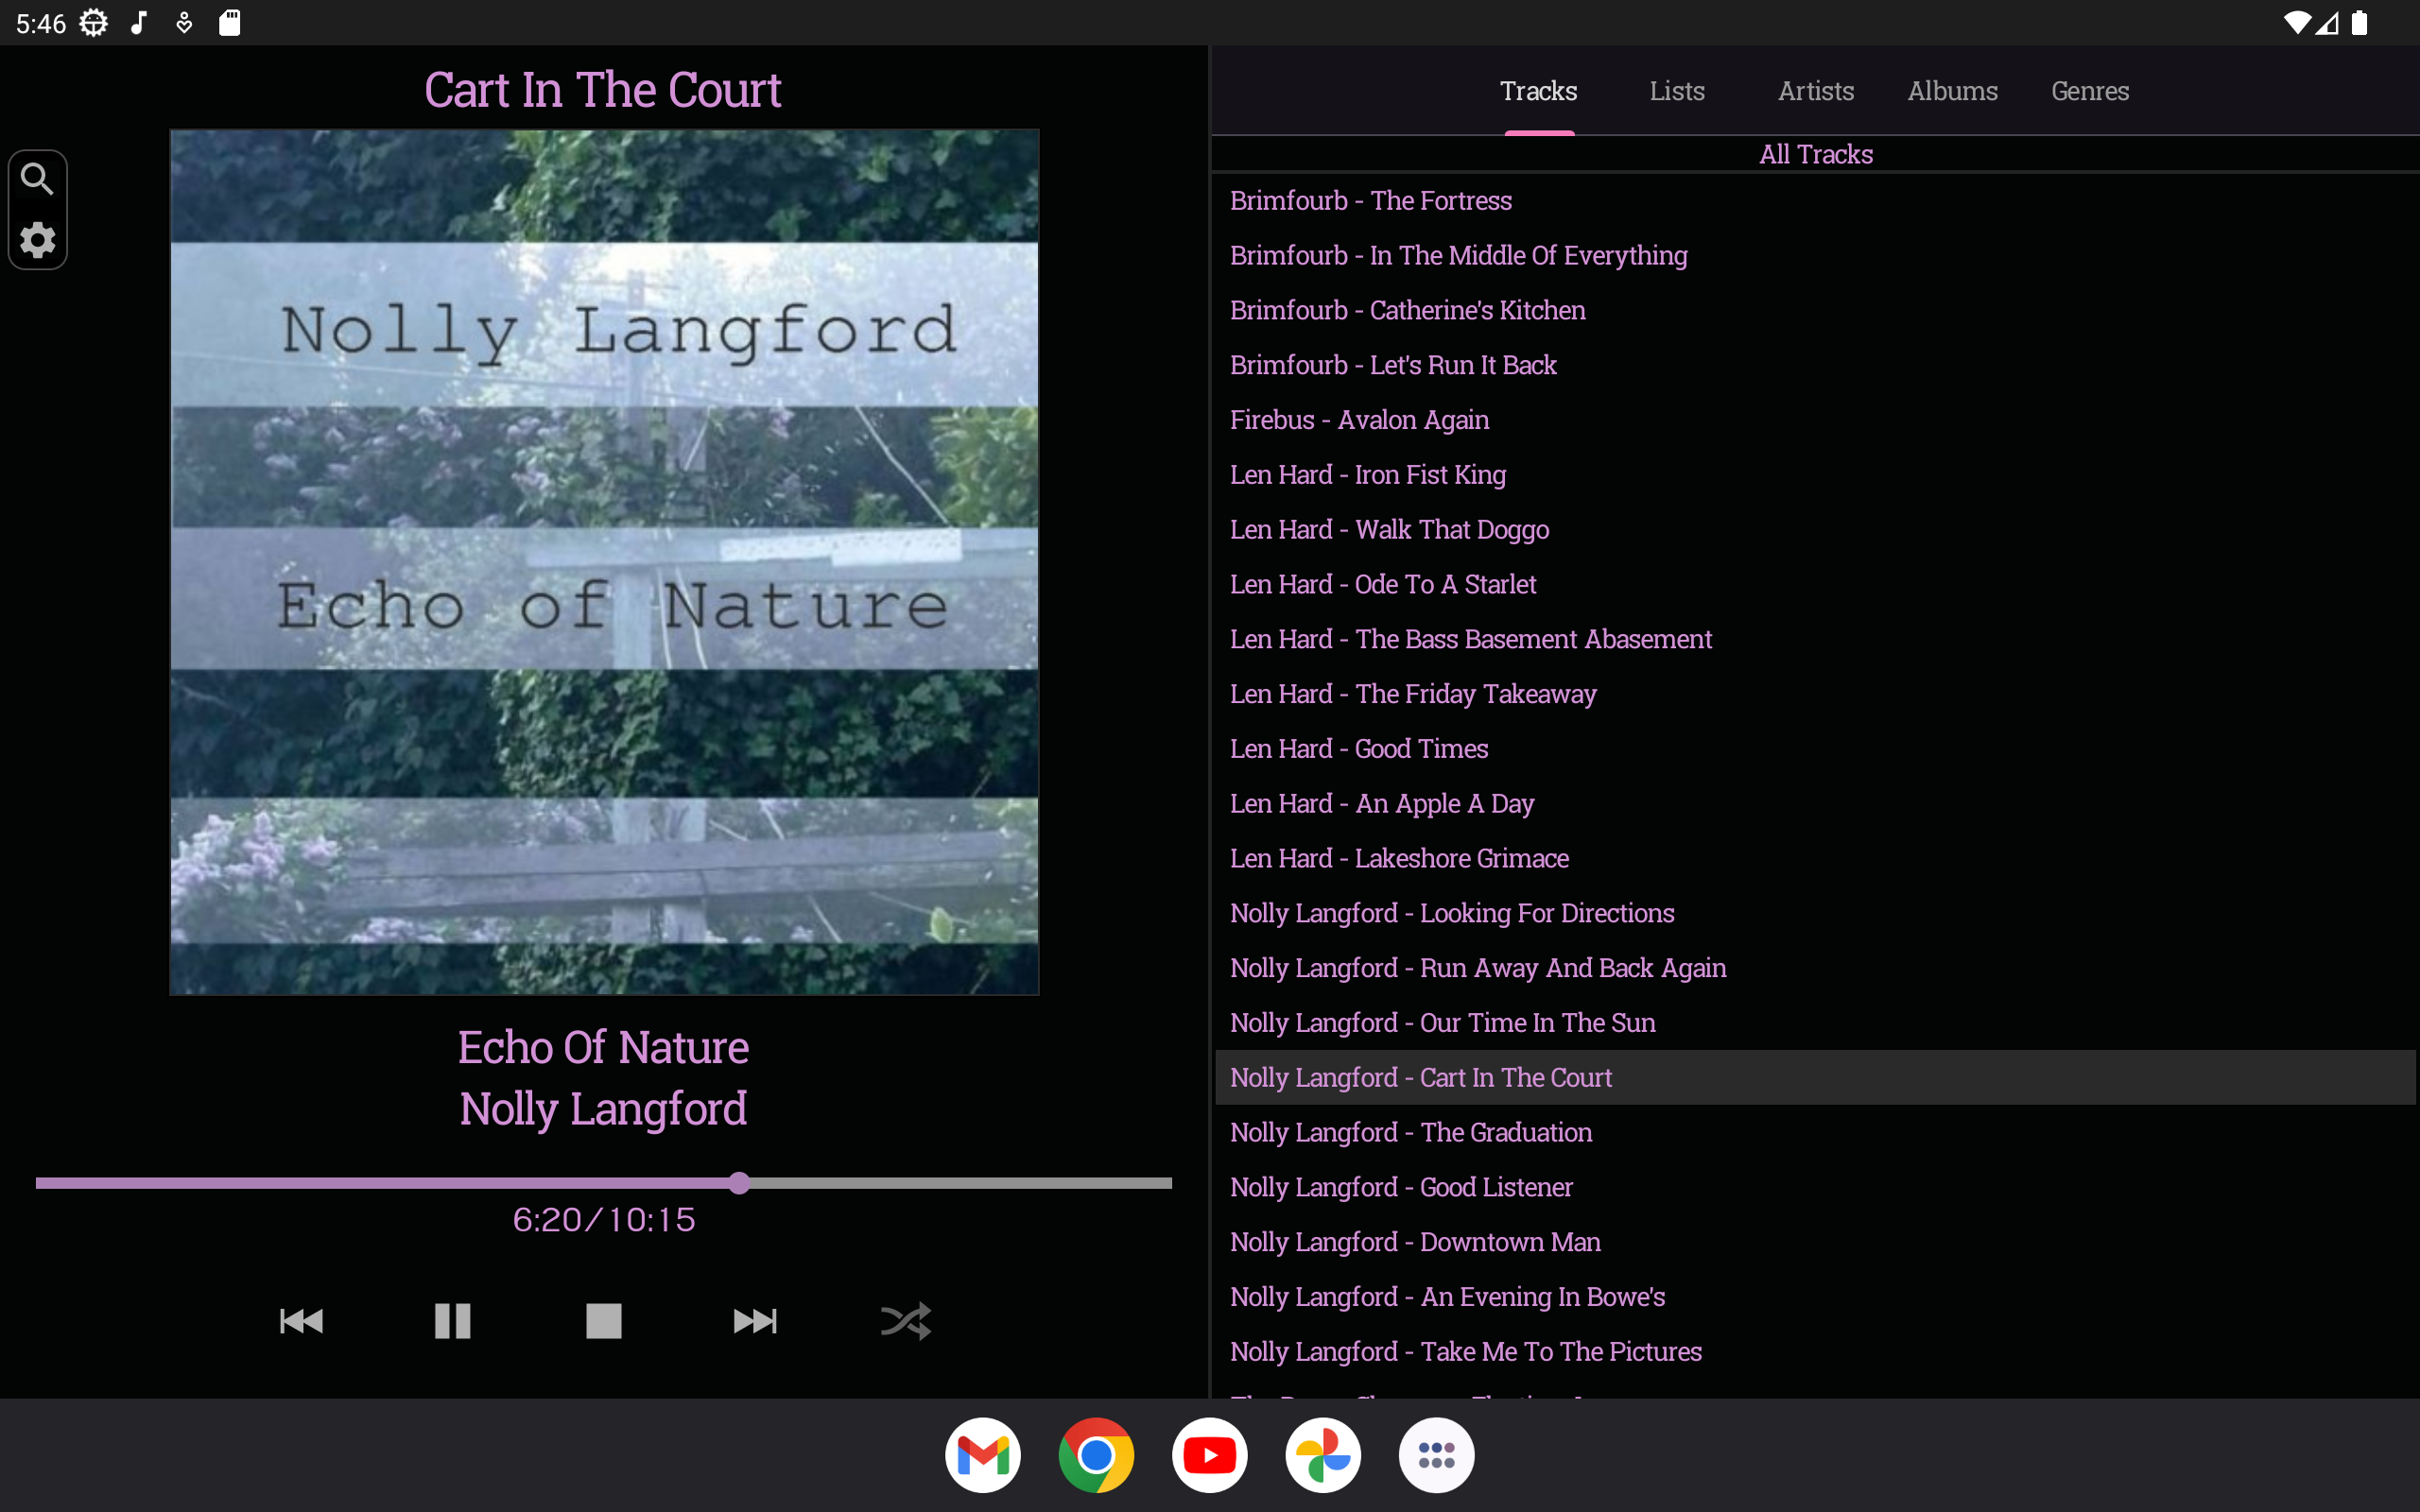 5:46
Cart In The Court
Nolly Langford
Echo of Nature
Echo Of Nature
Nolly Langford
6:20/10:15
Tracks Lists Artists Albums Genres
All Tracks
Brimfourb - The Fortress
Brimfourb - In The Middle Of Everything
Brimfourb - Catherine's Kitchen
Brimfourb - Let's Run It Back
Firebus - Avalon Again
Len Hard - Iron Fist King
Len Hard - Walk That Doggo
Len Hard - Ode To A Starlet
Len Hard - The Bass Basement Abasement
Len Hard - The Friday Takeaway
Len Hard - Good Times
Len Hard - An Apple A Day
Len Hard - Lakeshore Grimace
Nolly Langford - Looking For Directions
Nolly Langford - Run Away And Back Again
Nolly Langford - Our Time In The Sun
Nolly Langford - Cart In The Court
Nolly Langford - The Graduation
Nolly Langford - Good Listener
Nolly Langford - Downtown Man
Nolly Langford - An Evening In Bowe's
Nolly Langford - Take Me To The Pictures